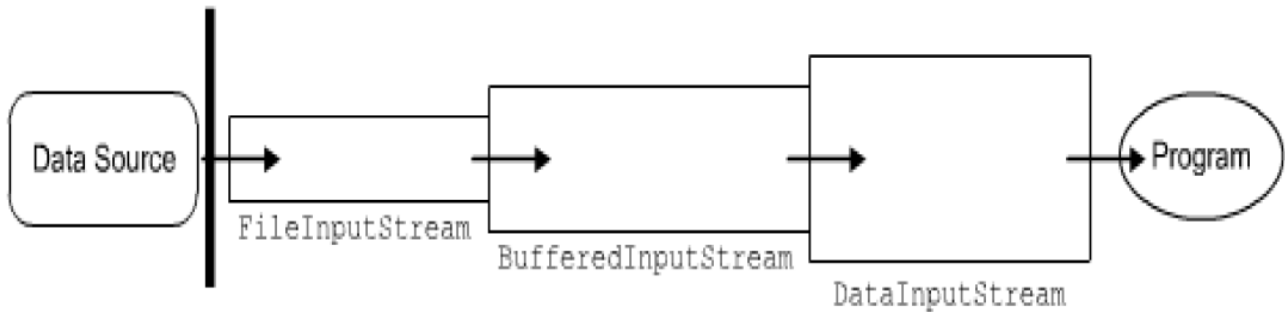 Data Source
FileInputStream
BufferedInputStream
DataInputStream
Program